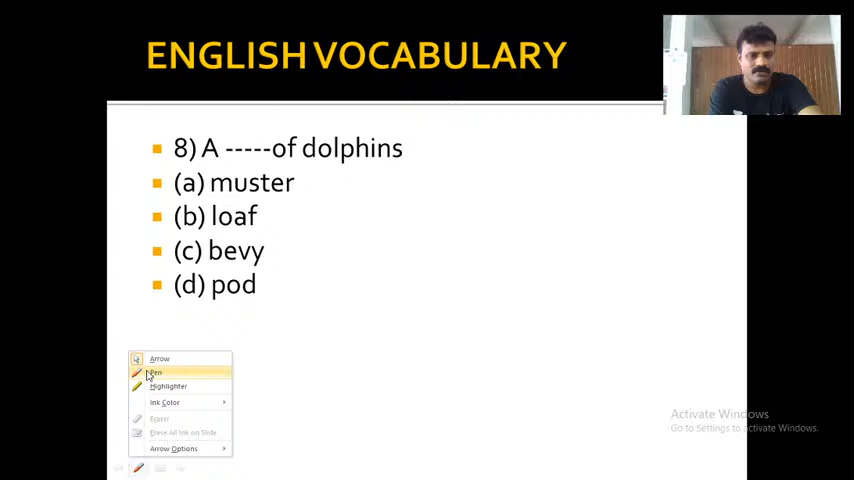 ENGLISH VOCABULARY
8) A -----of dolphins
(a) muster
(b) loaf
(c) bevy
(d) pod
Arrow
Pen
Highlighter
Ink Color
Eraser
Erase All Ink on Slide
Arrow Options
Activate Windows
Go to Settings to activate Windows.